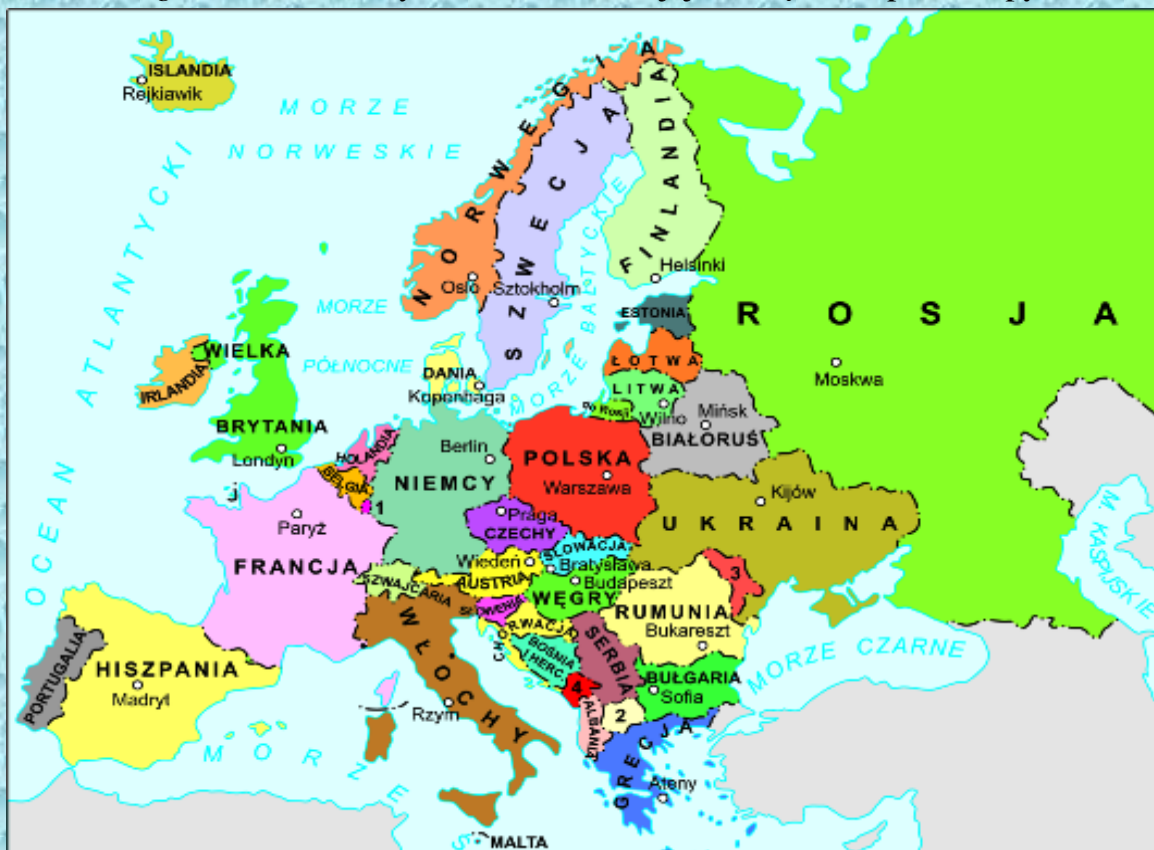 ISLANDIA
Rejkiawik
MORZE
NORWESKIE
OCEAN ATLANTYCKI
NORWEGIA
SZWECJA
FINLANDIA
Oslo
Sztokholm
Helsinki
MORZE BAŁTYCKIE
ESTONIA
ROSJA
MORZE
PÓŁNOCNE
WIELKA
BRYTANIA
IRLANDIA
Londyn
DANIA
Kopenhaga
ŁOTWA
LITWA
Wilno
do Rosji
Moskwa
Mińsk
BIAŁORUŚ
HOLANDIA
BELGIA
1
Berlin
NIEMCY
POLSKA
Warszawa
Kijów
UKRAINA
M. KASPIJSKIE
Paryż
FRANCJA
Praga
CZECHY
SŁOWACJA
Wiedeń
Bratysława
AUSTRIA
Budapeszt
SZWAJCARIA
WĘGRY
3
SŁOWENIA
RUMUNIA
Bukareszt
CHORWACJA
BOŚNIA
I HERC.
SERBIA
WŁOCHY
MORZE CZARNE
PORTUGALIA
HISZPANIA
Madryt
Rzym
4
BUŁGARIA
Sofia
ALBANIA
2
GRECJA
Ateny
MORZE
MALTA